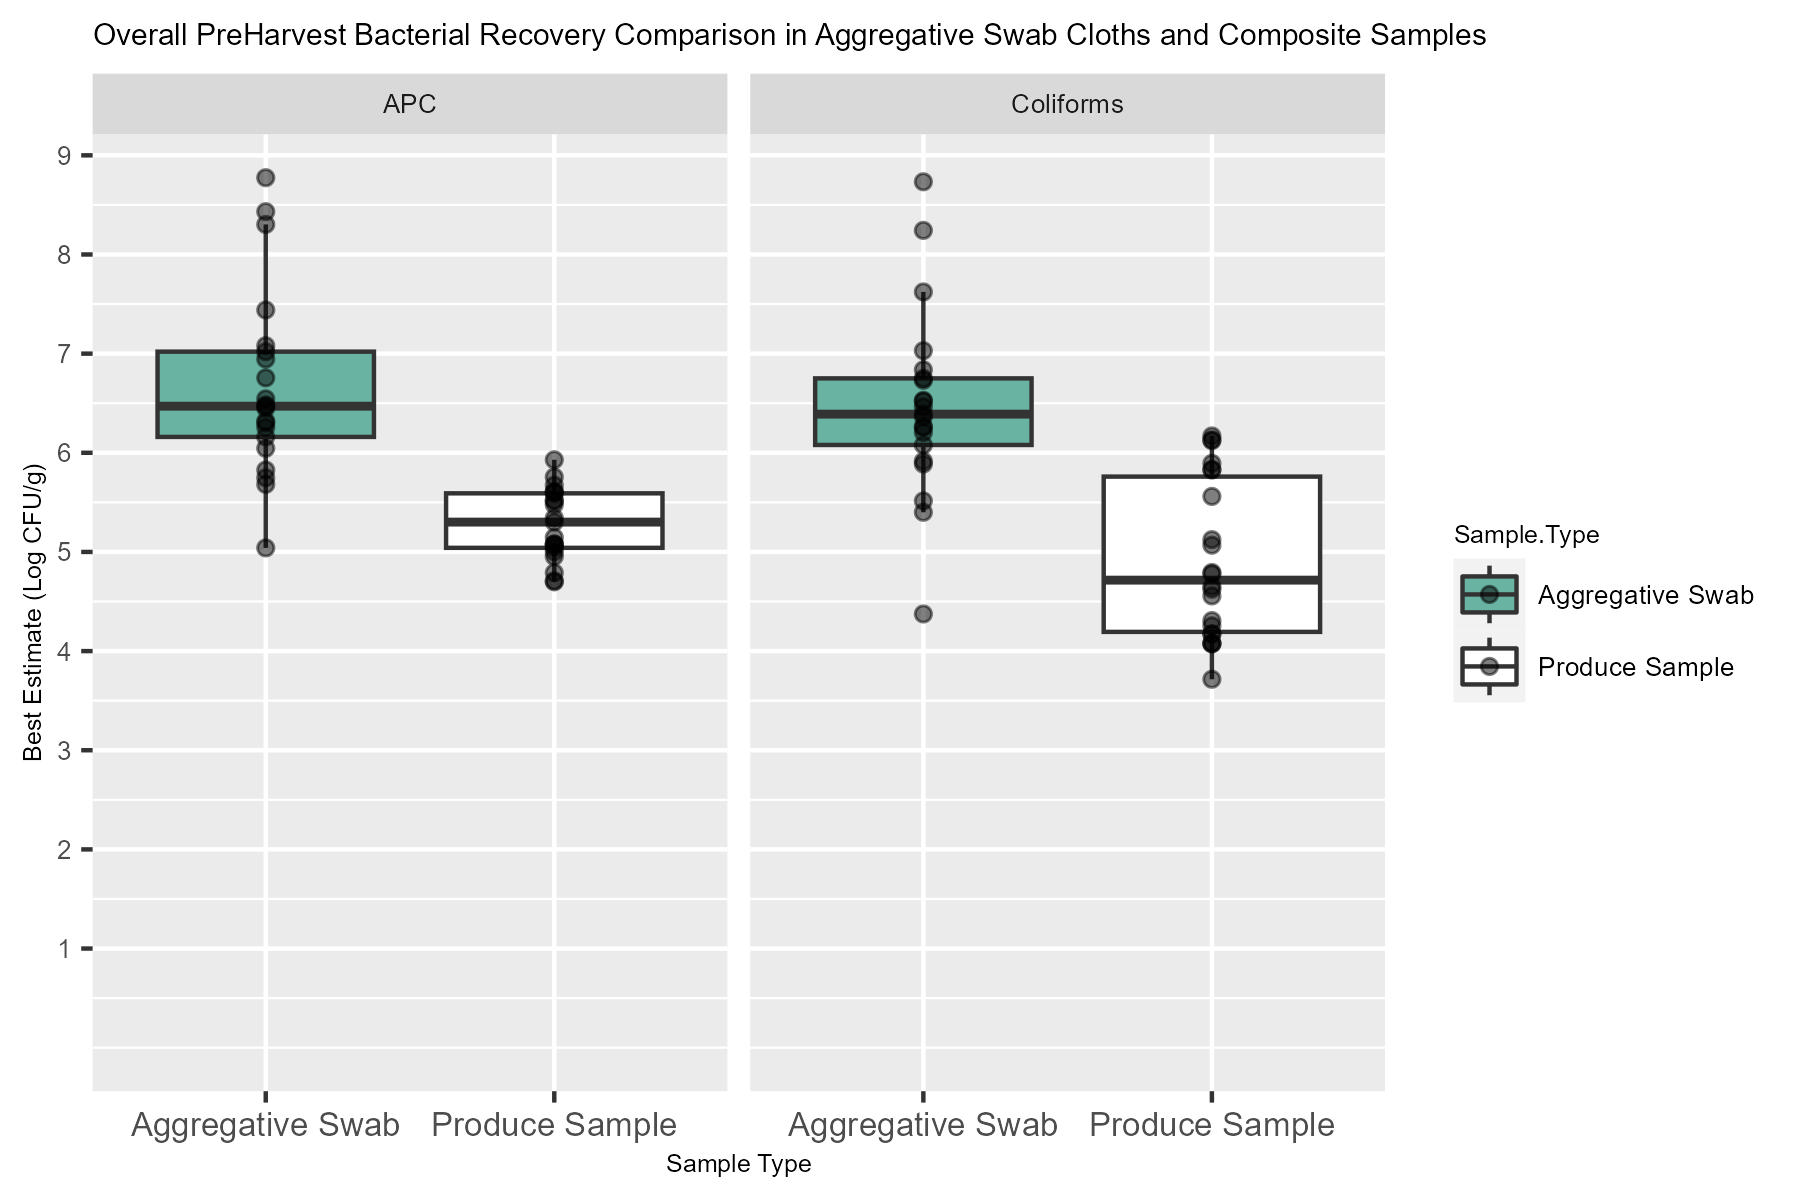 Overall PreHarvest Bacterial Recovery Comparison in Aggregative Swab Cloths and Composite Samples
APC
Coliforms
Best Estimate (Log CFU/g)
9
8
7
6
5
4
3
2
1
Aggregative Swab
Produce Sample
Aggregative Swab
Produce Sample
Sample Type
Sample.Type
Aggregative Swab
Produce Sample